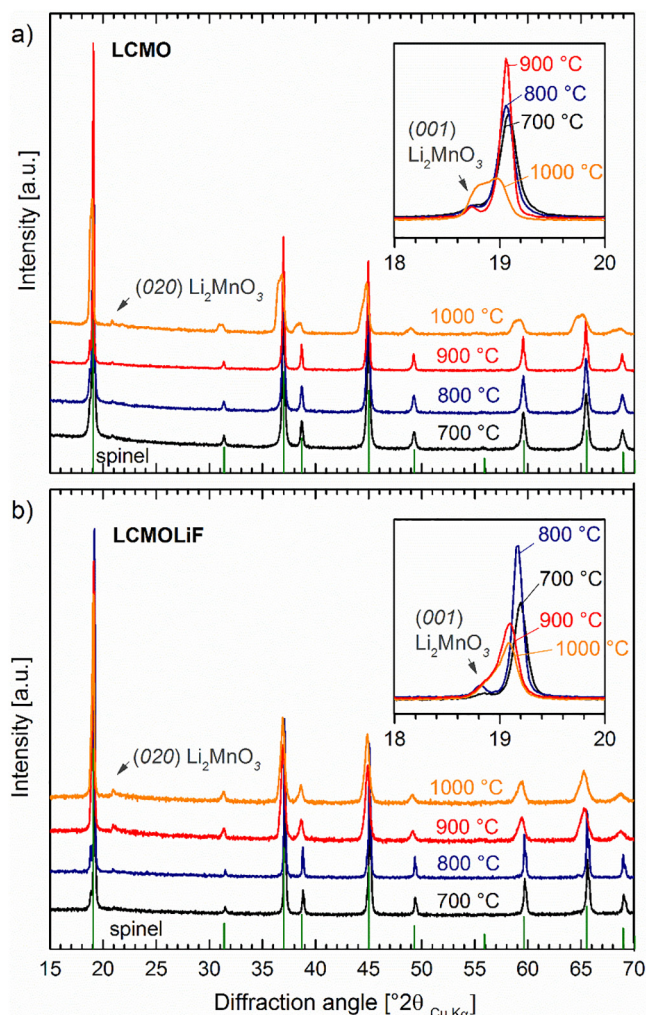 a)
LCMO
900 °C
800 °C
700 °C
(001)
Li₂MnO₃
1000 °C
18 19 20
Intensity [a.u.]
(020) Li₂MnO₃
1000 °C
900 °C
800 °C
700 °C
spinel
b)
LCMOLiF
800 °C
700 °C
(001)
Li₂MnO₃
900 °C
1000 °C
18 19 20
Intensity [a.u.]
(020) Li₂MnO₃
1000 °C
900 °C
800 °C
700 °C
spinel
15 20 25 30 35 40 45 50 55 60 65 70
Diffraction angle [°2θ Cu Kα]